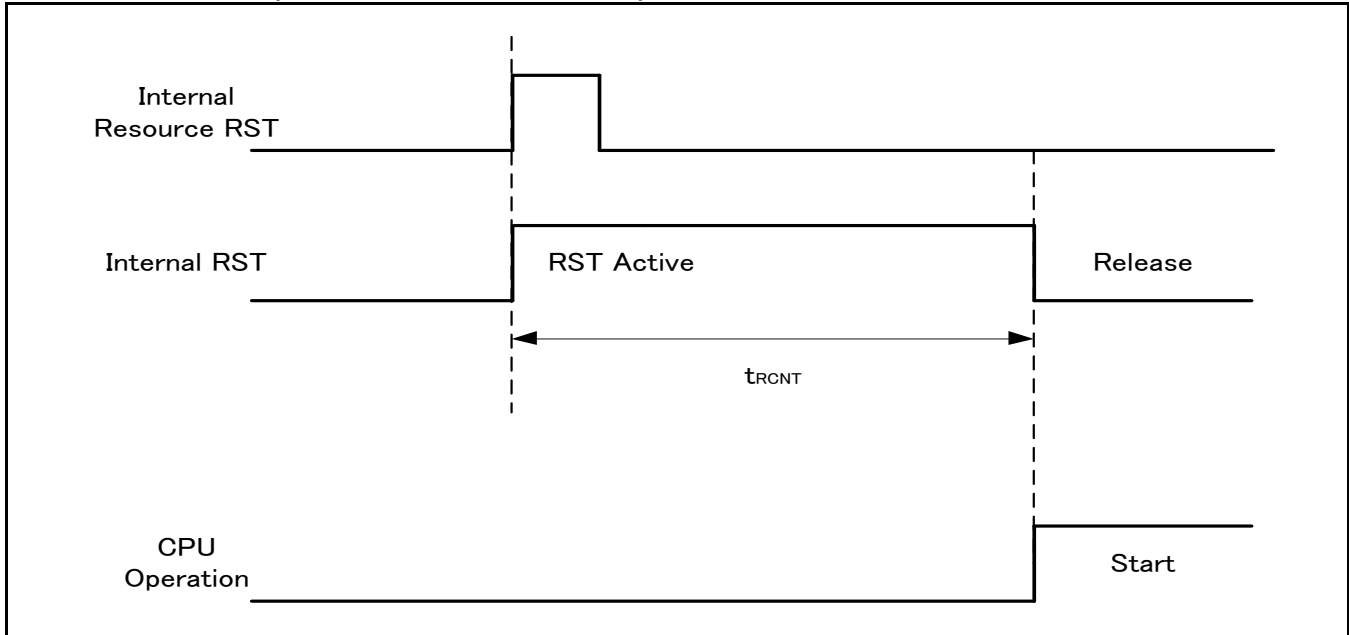 Internal
Resource RST
Internal RST
RST Active
Release
tRCNT
CPU
Operation
Start